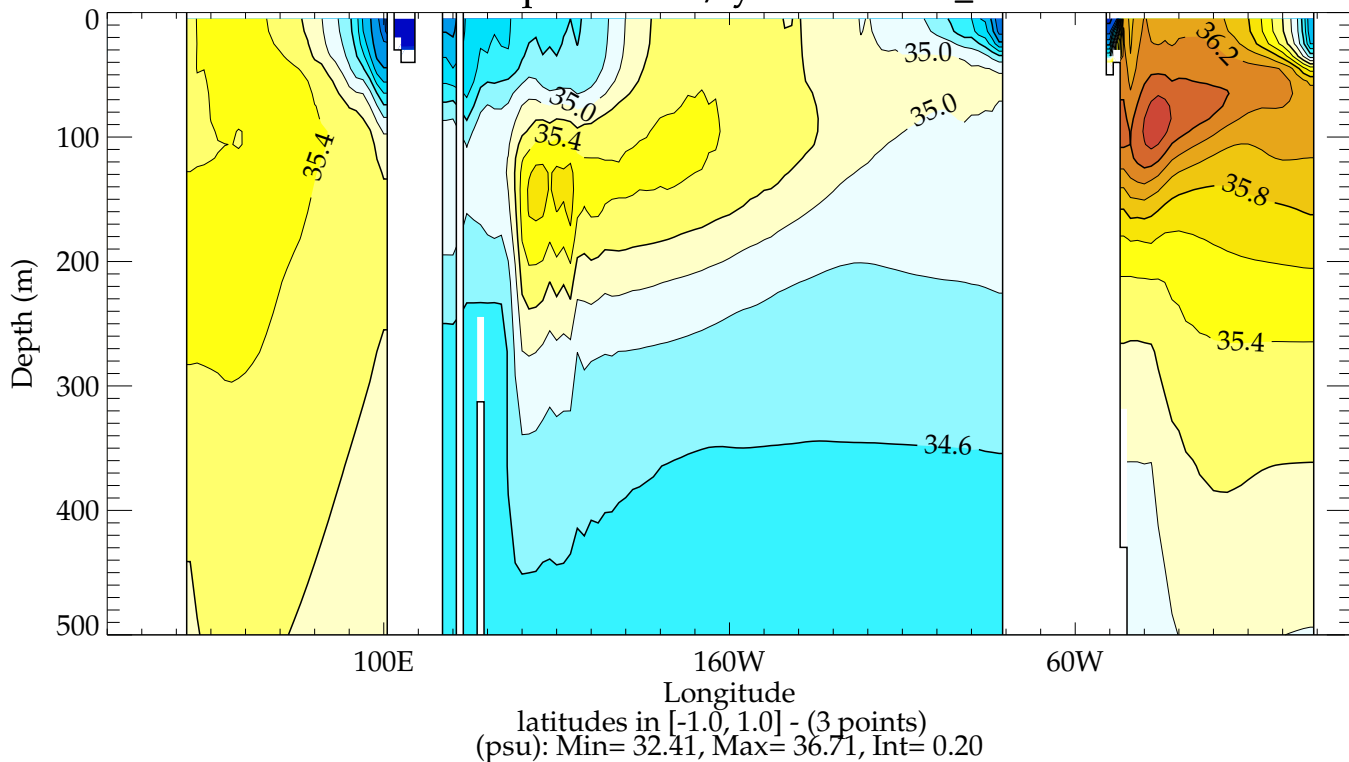 0
100
200
300
400
500
Depth (m)
35.4
35.0
35.4
35.0
35.0
34.6
36.2
35.8
35.4
100E
160W
60W
Longitude
latitudes in [-1.0, 1.0] - (3 points)
(psu): Min= 32.41, Max= 36.71, Int= 0.20